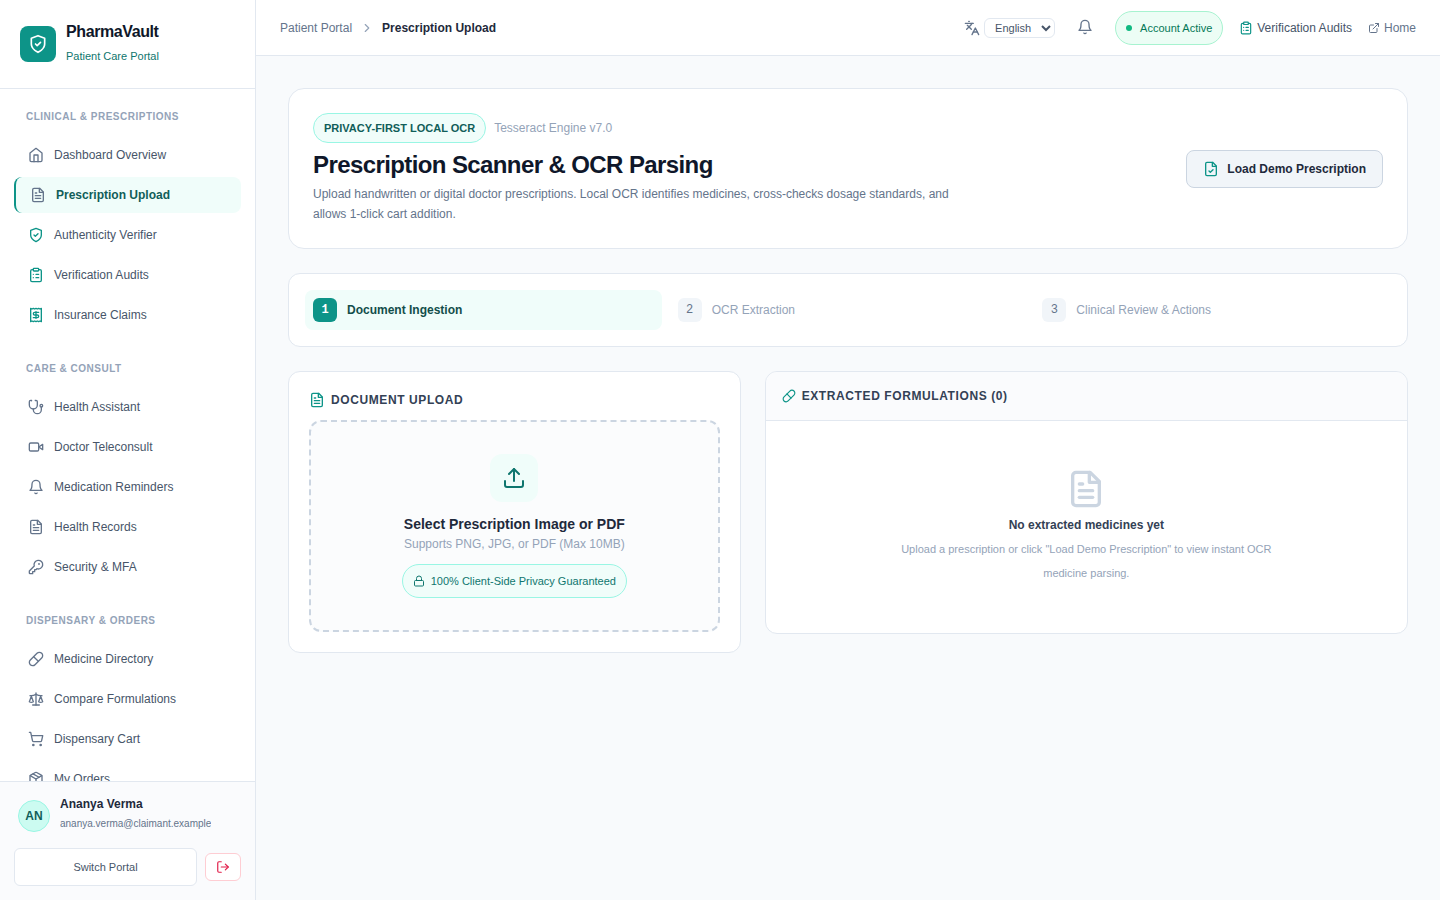 PharmaVault
Patient Care Portal
CLINICAL & PRESCRIPTIONS
Dashboard Overview
Prescription Upload
Authenticity Verifier
Verification Audits
Insurance Claims
CARE & CONSULT
Health Assistant
Doctor Teleconsult
Medication Reminders
Health Records
Security & MFA
DISPENSARY & ORDERS
Medicine Directory
Compare Formulations
Dispensary Cart
My Orders
AN
Ananya Verma
ananya.verma@claimant.example
Switch Portal
Patient Portal > Prescription Upload
English
Account Active
Verification Audits
Home
PRIVACY-FIRST LOCAL OCR Tesseract Engine v7.0
Prescription Scanner & OCR Parsing
Upload handwritten or digital doctor prescriptions. Local OCR identifies medicines, cross-checks dosage standards, and
allows 1-click cart addition.
Load Demo Prescription
1 Document Ingestion
2 OCR Extraction
3 Clinical Review & Actions
DOCUMENT UPLOAD
Select Prescription Image or PDF
Supports PNG, JPG, or PDF (Max 10MB)
100% Client-Side Privacy Guaranteed
EXTRACTED FORMULATIONS (0)
No extracted medicines yet
Upload a prescription or click "Load Demo Prescription" to view instant OCR
medicine parsing.